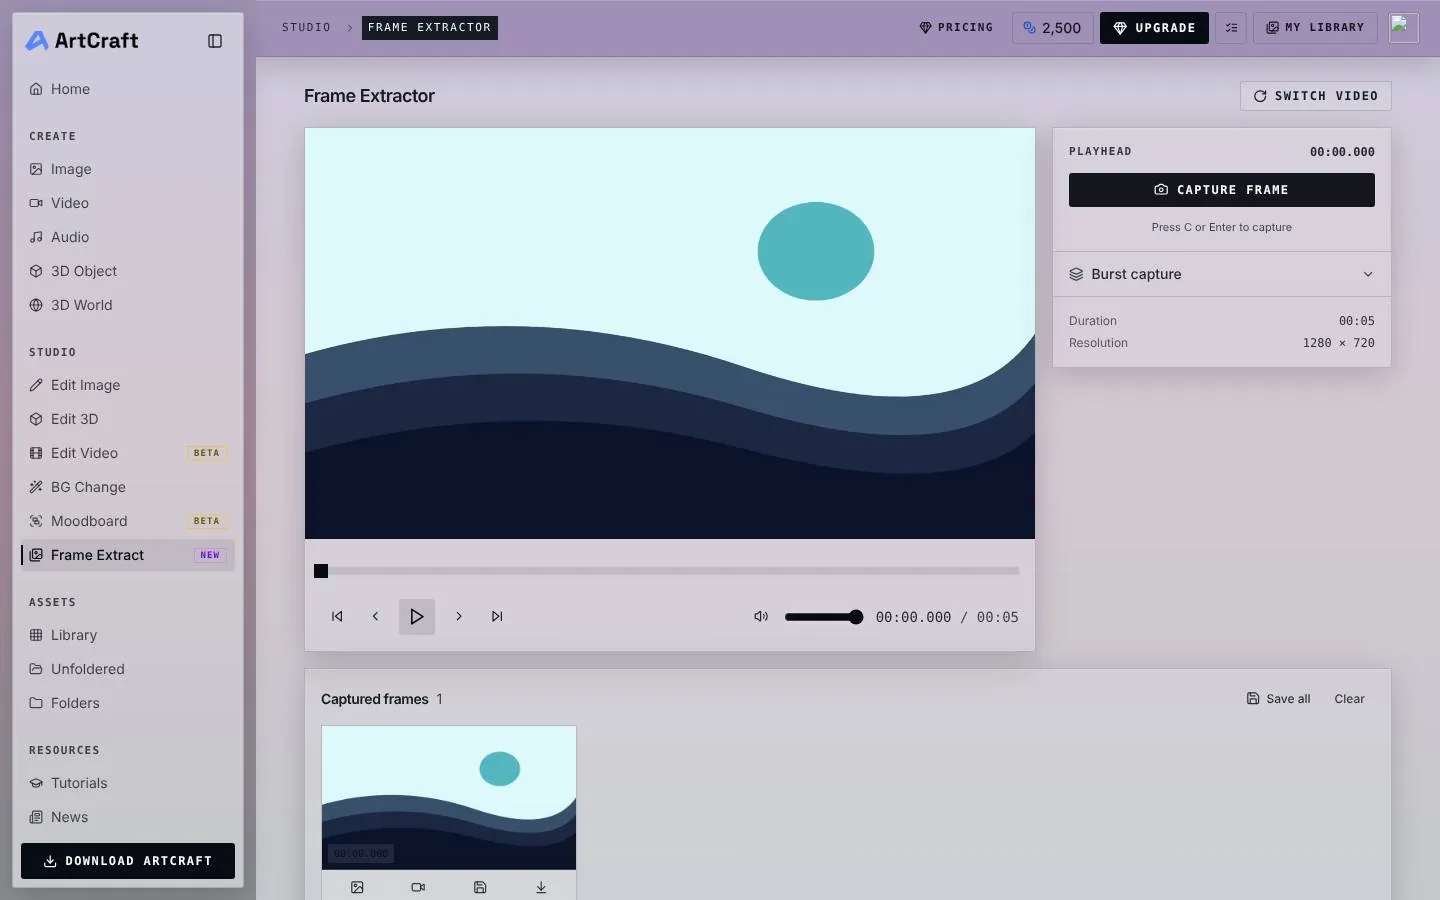 ArtCraft
Home
CREATE
Image
Video
Audio
3D Object
3D World
STUDIO
Edit Image
Edit 3D
Edit Video BETA
BG Change
Moodboard BETA
Frame Extract NEW
ASSETS
Library
Unfoldered
Folders
RESOURCES
Tutorials
News
DOWNLOAD ARTCRAFT
STUDIO > FRAME EXTRACTOR
PRICING
2,500
UPGRADE
MY LIBRARY
Frame Extractor
SWITCH VIDEO
PLAYHEAD 00:00.000
CAPTURE FRAME
Press C or Enter to capture
Burst capture
Duration 00:05
Resolution 1280 × 720
00:00.000 / 00:05
Captured frames 1
Save all
Clear
00:00.000